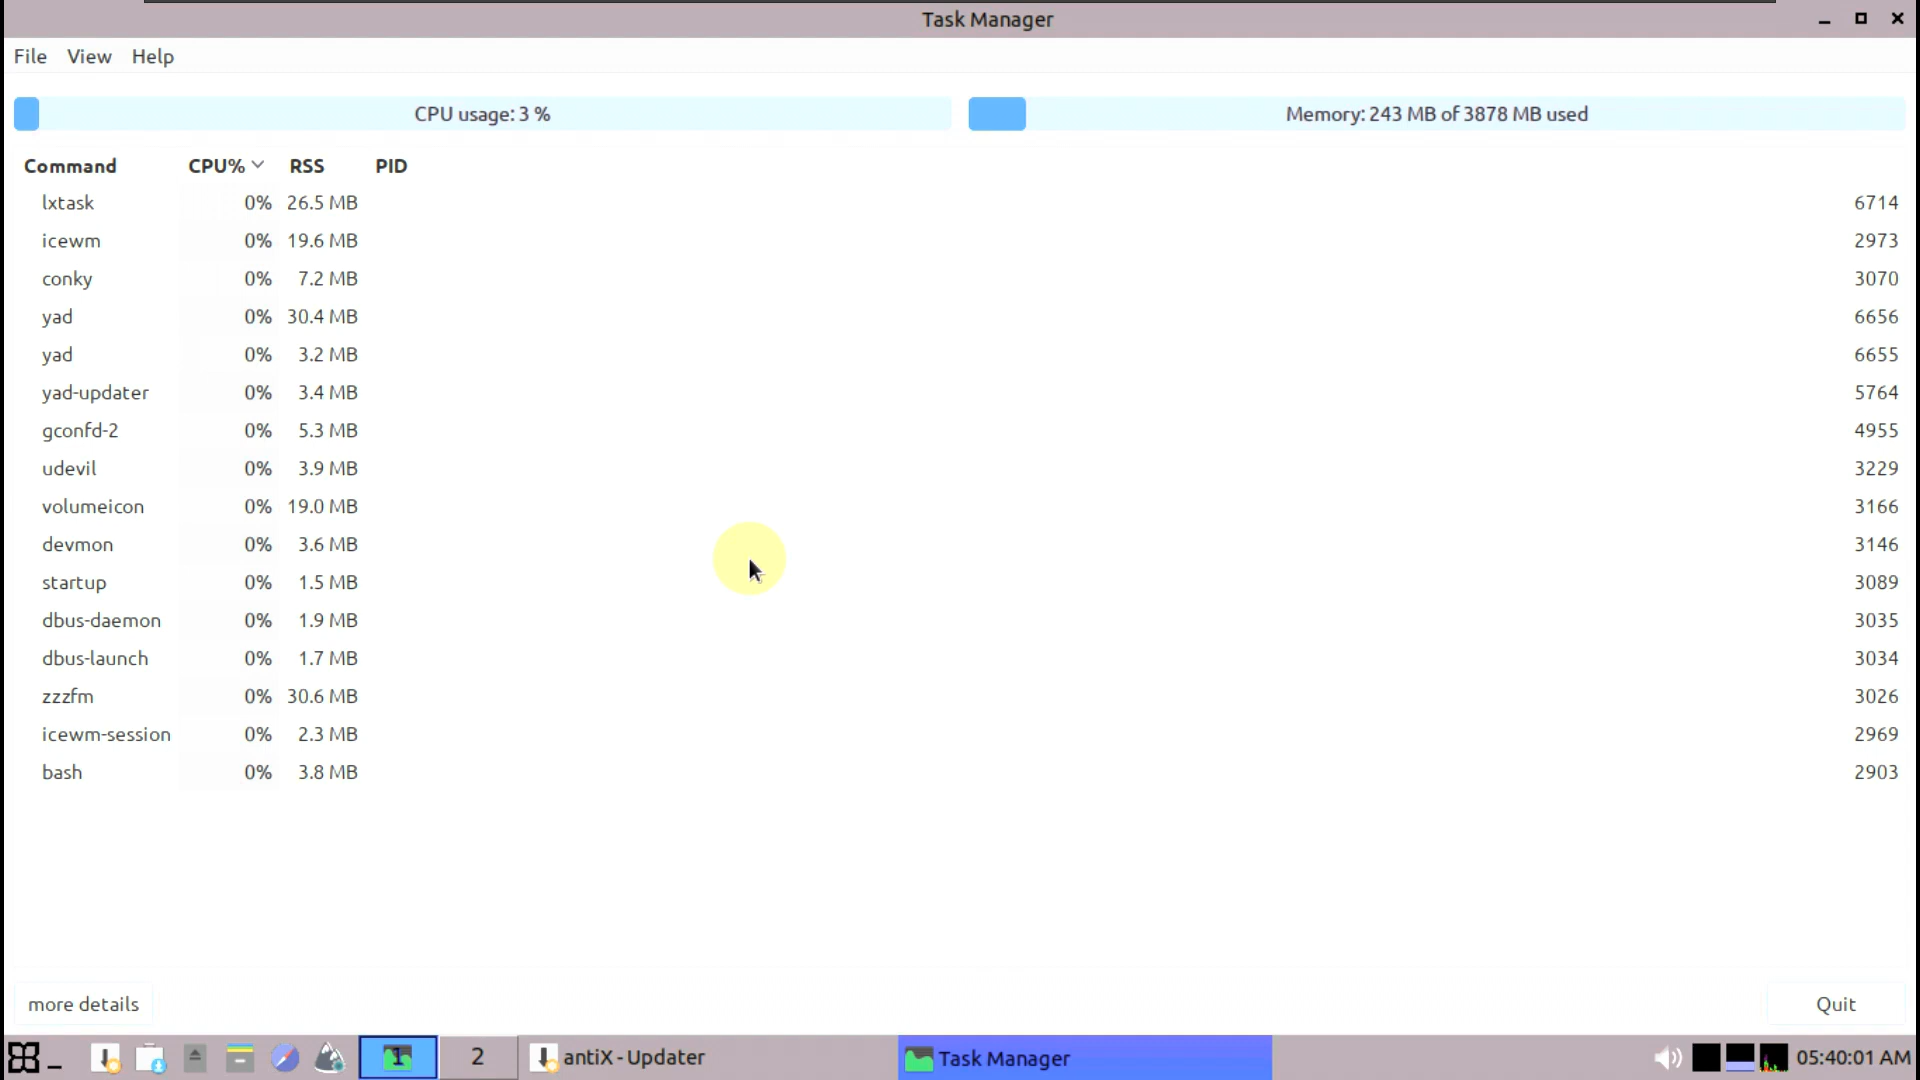 Task Manager
File View Help
CPU usage: 3 % Memory: 243 MB of 3878 MB used
Command CPU% RSS PID
lxtask 0% 26.5 MB 6714
icewm 0% 19.6 MB 2973
conky 0% 7.2 MB 3070
yad 0% 30.4 MB 6656
yad 0% 3.2 MB 6655
yad-updater 0% 3.4 MB 5764
gconfd-2 0% 5.3 MB 4955
udevil 0% 3.9 MB 3229
volumeicon 0% 19.0 MB 3166
devmon 0% 3.6 MB 3146
startup 0% 1.5 MB 3089
dbus-daemon 0% 1.9 MB 3035
dbus-launch 0% 1.7 MB 3034
zzzfm 0% 30.6 MB 3026
icewm-session 0% 2.3 MB 2969
bash 0% 3.8 MB 2903
more details Quit
1 2 antiX - Updater Task Manager 05:40:01 AM